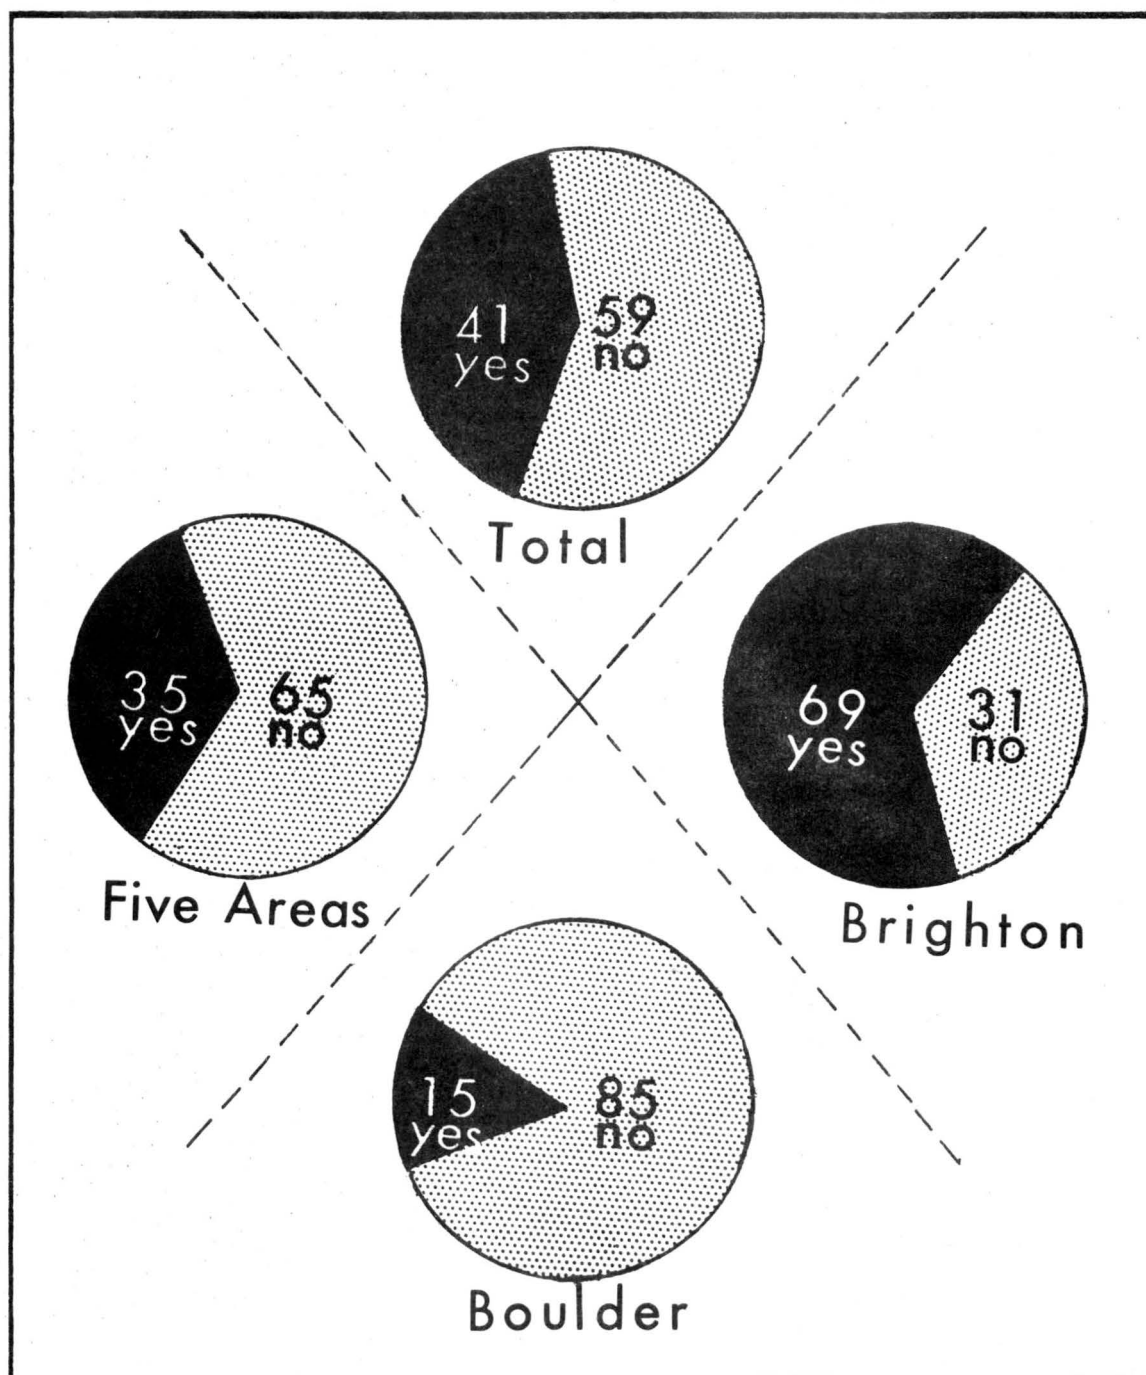 41
yes
59
no
Total
35
yes
65
no
Five Areas
69
yes
31
no
Brighton
15
yes
85
no
Boulder